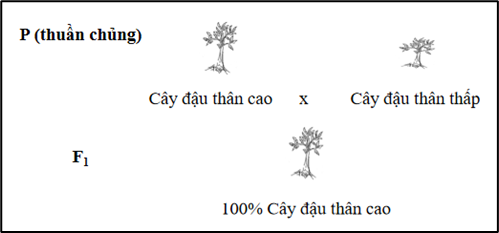 P (thuần chủng)
Cây đậu thân cao x Cây đậu thân thấp
F₁
100% Cây đậu thân cao